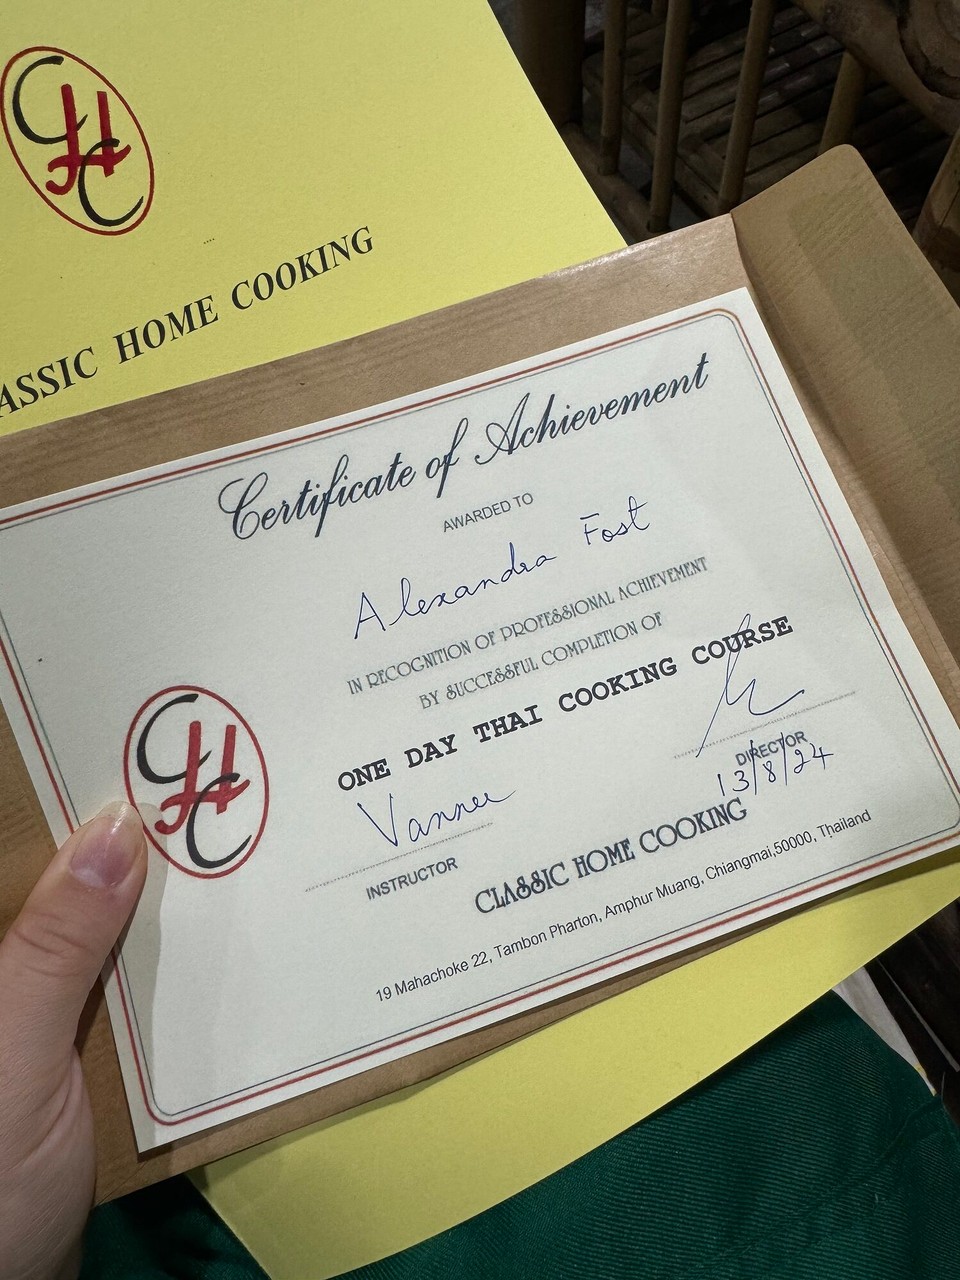 CHC
ASSIC HOME COOKING
Certificate of Achievement
AWARDED TO
Alexandra Fost
IN RECOGNITION OF PROFESSIONAL ACHIEVEMENT
BY SUCCESSFUL COMPLETION OF
ONE DAY THAI COOKING COURSE
CHC
Vannee
INSTRUCTOR
DIRECTOR
13/8/24
CLASSIC HOME COOKING
19 Mahachoke 22, Tambon Pharton, Amphur Muang, Chiangmai,50000, Thailand